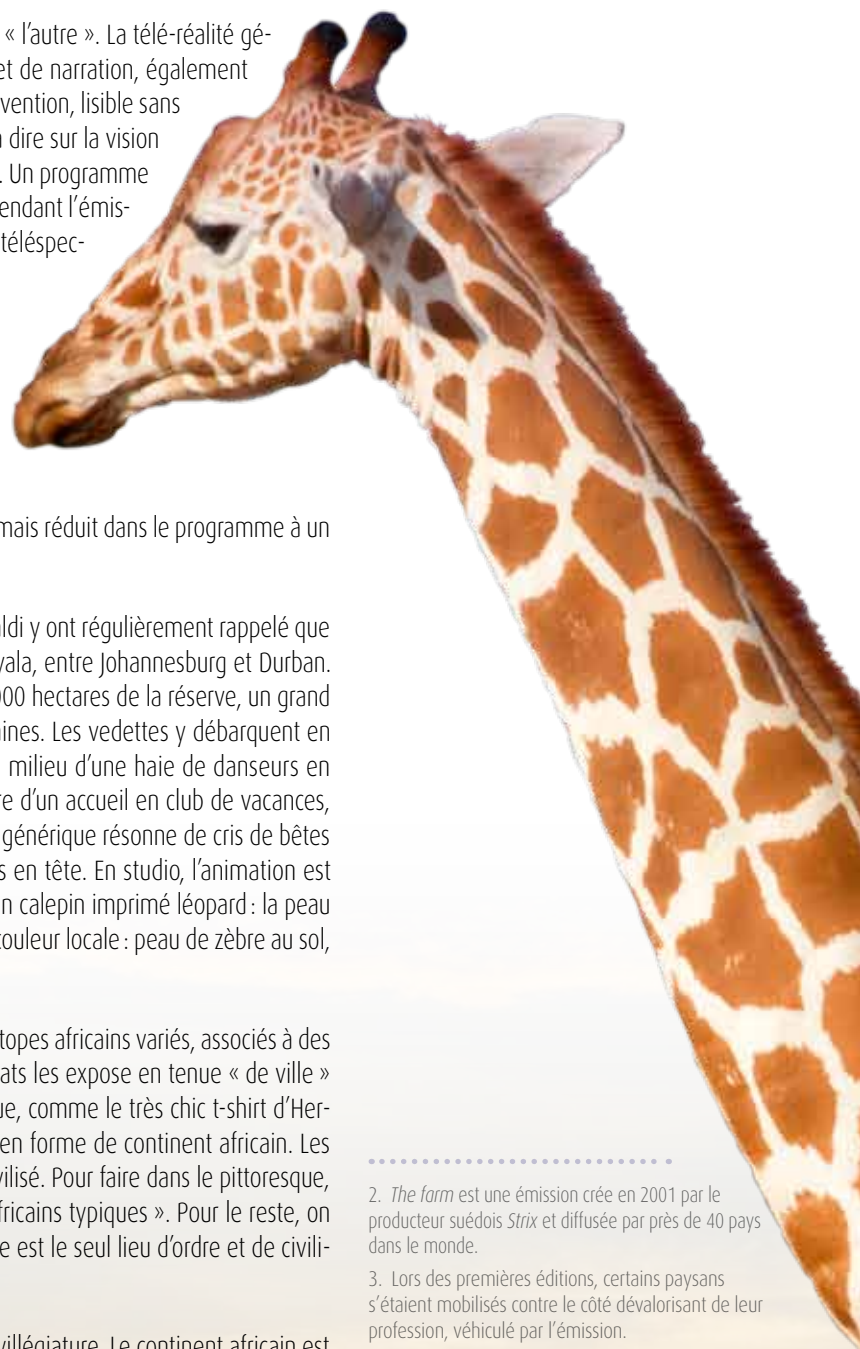 « l’autre ». La télé-réalité gé-
et de narration, également
vention, lisible sans
dire sur la vision
. Un programme
endant l’émis-
téléspec-
mais réduit dans le programme à un
aldi y ont régulièrement rappelé que
yala, entre Johannesburg et Durban.
000 hectares de la réserve, un grand
aines. Les vedettes y débarquent en
milieu d’une haie de danseurs en
re d’un accueil en club de vacances,
générique résonne de cris de bêtes
s en tête. En studio, l’animation est
n calepin imprimé léopard : la peau
couleur locale : peau de zèbre au sol,
topes africains variés, associés à des
ats les expose en tenue « de ville »
ue, comme le très chic t-shirt d’Her-
en forme de continent africain. Les
vilisé. Pour faire dans le pittoresque,
fricains typiques ». Pour le reste, on
e est le seul lieu d’ordre et de civili-
villégiature. Le continent africain est
2. The farm est une émission crée en 2001 par le
producteur suédois Strix et diffusée par près de 40 pays
dans le monde.
3. Lors des premières éditions, certains paysans
s’étaient mobilisés contre le côté dévalorisant de leur
profession, véhiculé par l’émission.